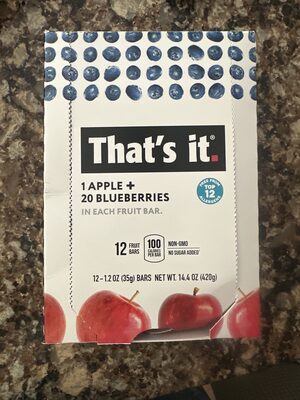 That's it.®
1 APPLE +
20 BLUEBERRIES
IN EACH FRUIT BAR.
FREE FROM
TOP
12
ALLERGENS
12 FRUIT BARS
100 CALORIES PER BAR
NON-GMO
NO SUGAR ADDED*
12 – 1.2 OZ (35g) BARS NET WT. 14.4 OZ (420g)